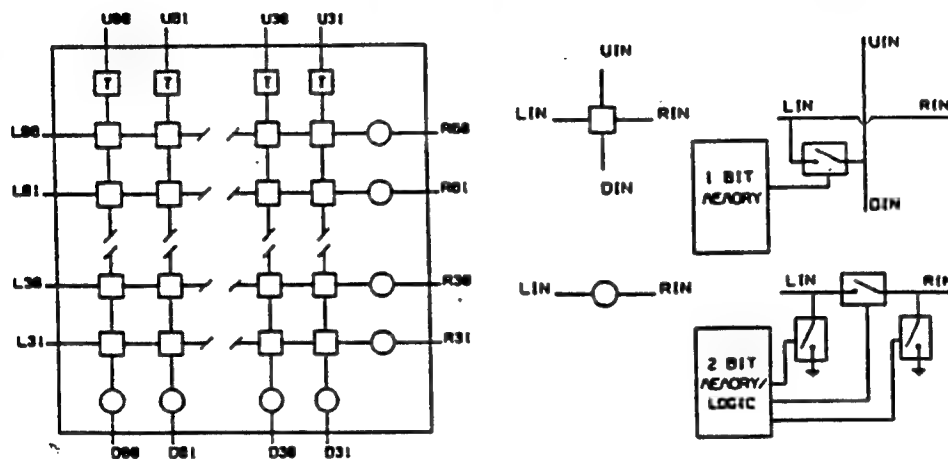 U00 U01 U30 U31
T T T T
L00 R00
L01 R01
L30 R30
L31 R31
D00 D01 D30 D31
UIN
LIN RIN
DIN
UIN
LIN RIN
1 BIT
MEMORY
DIN
LIN RIN
LIN RIN
2 BIT
MEMORY/
LOGIC